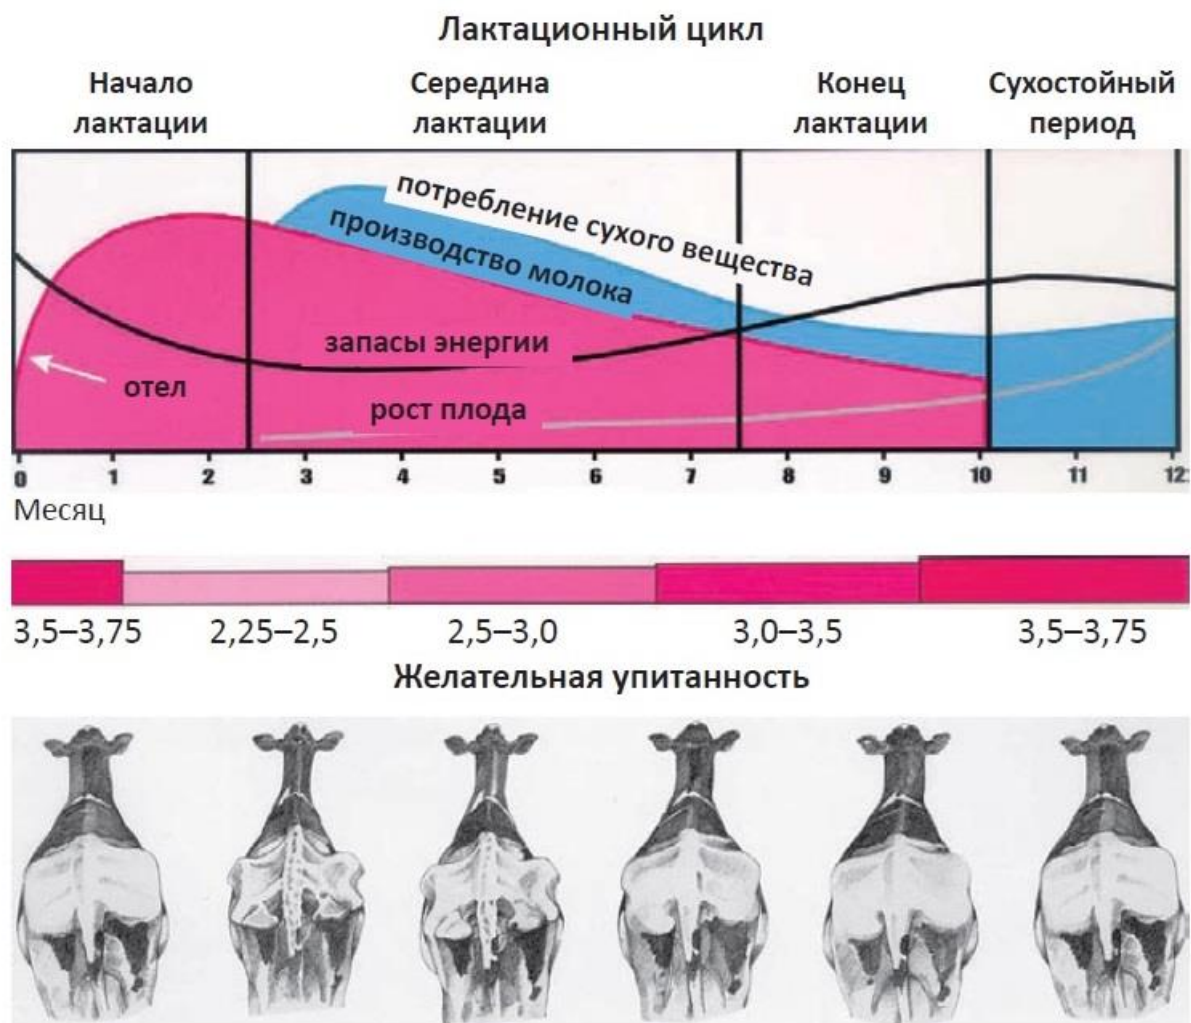 Лактационный цикл
Начало
лактации
Середина
лактации
Конец
лактации
Сухостойный
период
потребление сухого вещества
производство молока
запасы энергии
отел
рост плода
0 1 2 3 4 5 6 7 8 9 10 11 12
Месяц
3,5–3,75 2,25–2,5 2,5–3,0 3,0–3,5 3,5–3,75
Желательная упитанность